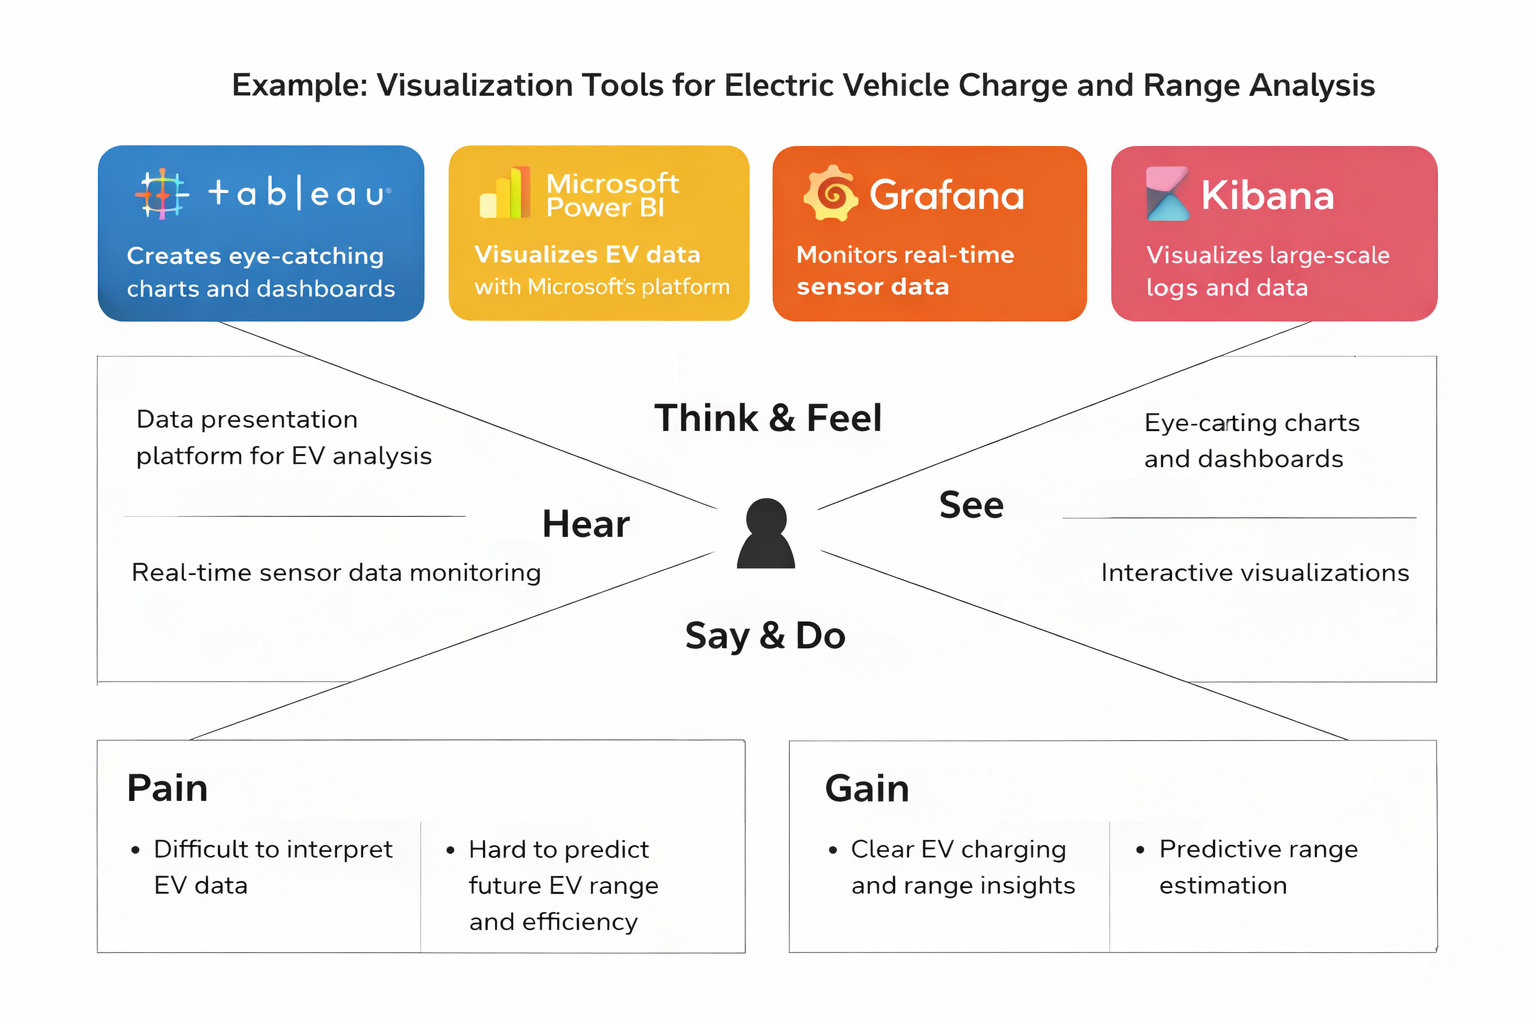 Example: Visualization Tools for Electric Vehicle Charge and Range Analysis
tableau
Creates eye-catching
charts and dashboards
Microsoft
Power BI
Visualizes EV data
with Microsoft's platform
Grafana
Monitors real-time
sensor data
Kibana
Visualizes large-scale
logs and data
Think & Feel
Data presentation
platform for EV analysis
Hear
Real-time sensor data monitoring
See
Eye-carting charts
and dashboards
Interactive visualizations
Say & Do
Pain
• Difficult to interpret
EV data
• Hard to predict
future EV range
and efficiency
Gain
• Clear EV charging
and range insights
• Predictive range
estimation